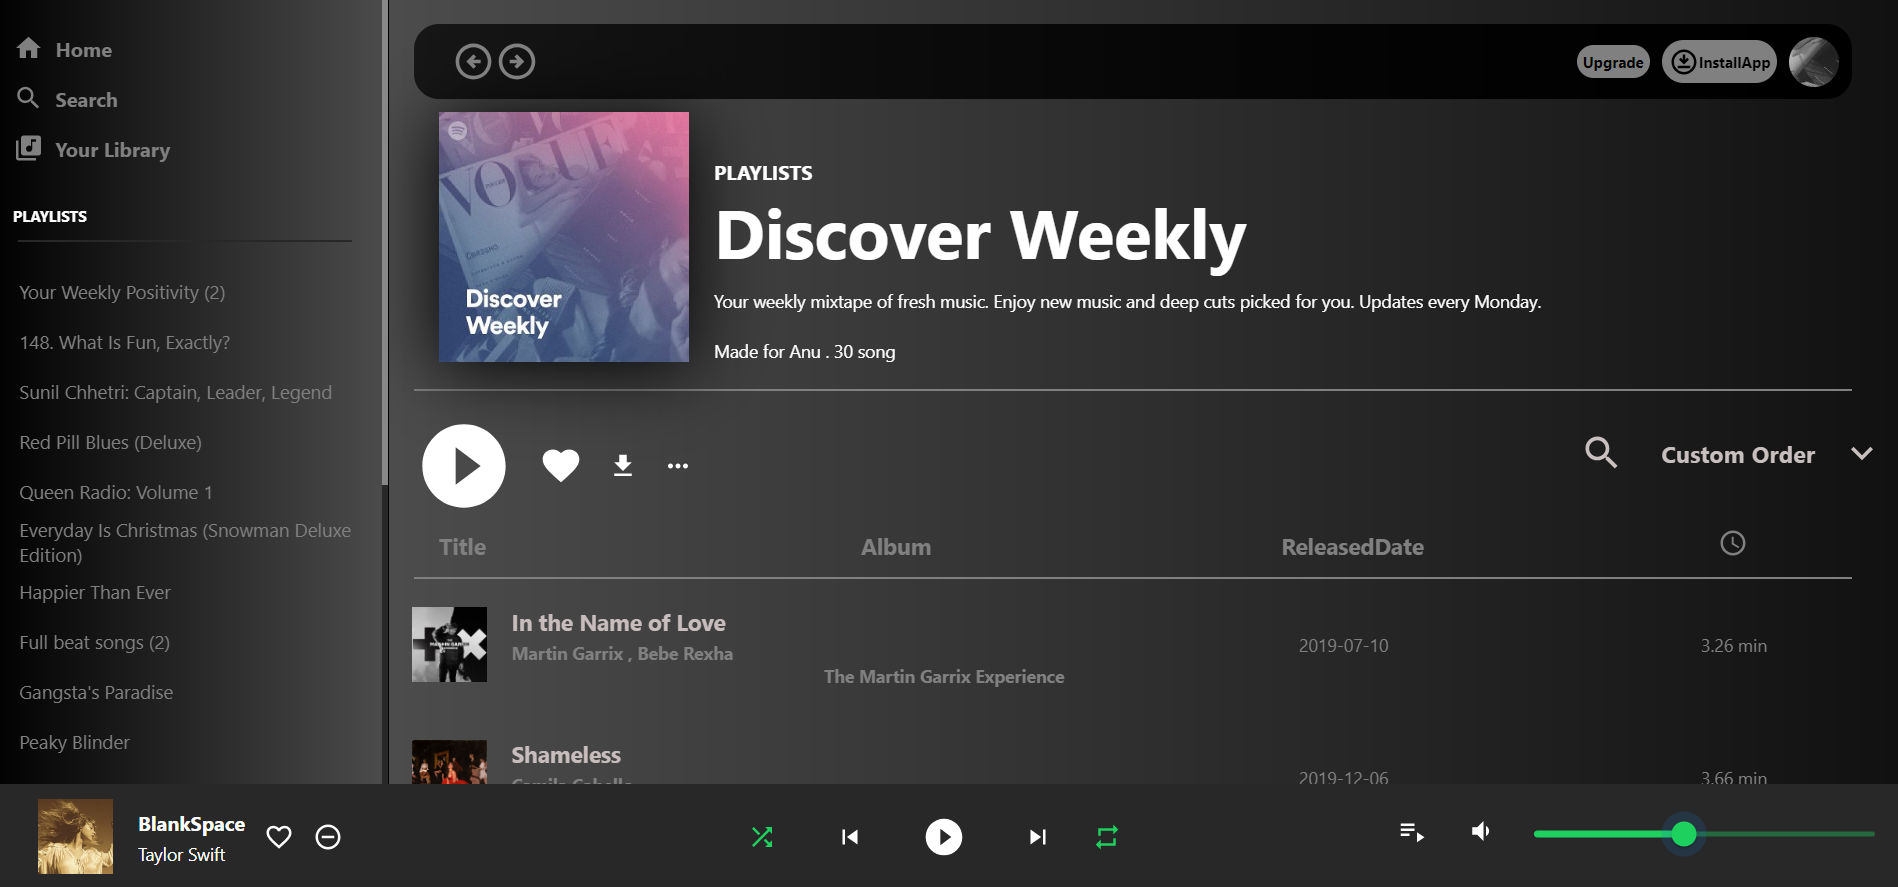 Home
Search
Your Library
PLAYLISTS
Your Weekly Positivity (2)
148. What Is Fun, Exactly?
Sunil Chhetri: Captain, Leader, Legend
Red Pill Blues (Deluxe)
Queen Radio: Volume 1
Everyday Is Christmas (Snowman Deluxe
Edition)
Happier Than Ever
Full beat songs (2)
Gangsta's Paradise
Peaky Blinder
Upgrade
InstallApp
VOGUE
Discover
Weekly
PLAYLISTS
Discover Weekly
Your weekly mixtape of fresh music. Enjoy new music and deep cuts picked for you. Updates every Monday.
Made for Anu . 30 song
Custom Order
Title Album ReleasedDate
In the Name of Love
Martin Garrix , Bebe Rexha
The Martin Garrix Experience
2019-07-10
3.26 min
Shameless
Camila Cabello
2019-12-06
3.66 min
BlankSpace
Taylor Swift